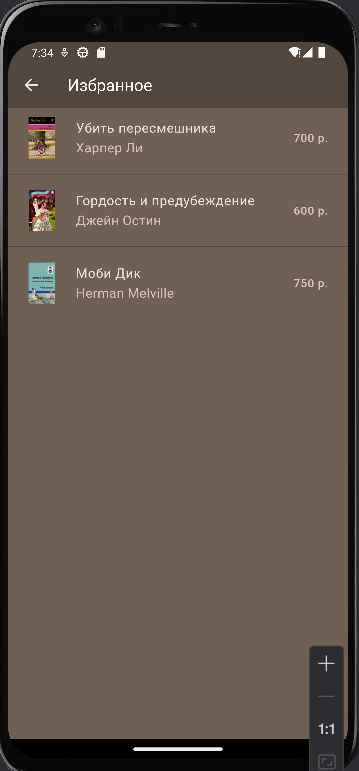 7:34
Избранное
Убить пересмешника
Харпер Ли
700 р.
Гордость и предубеждение
Джейн Остин
600 р.
Моби Дик
Herman Melville
750 р.
1:1